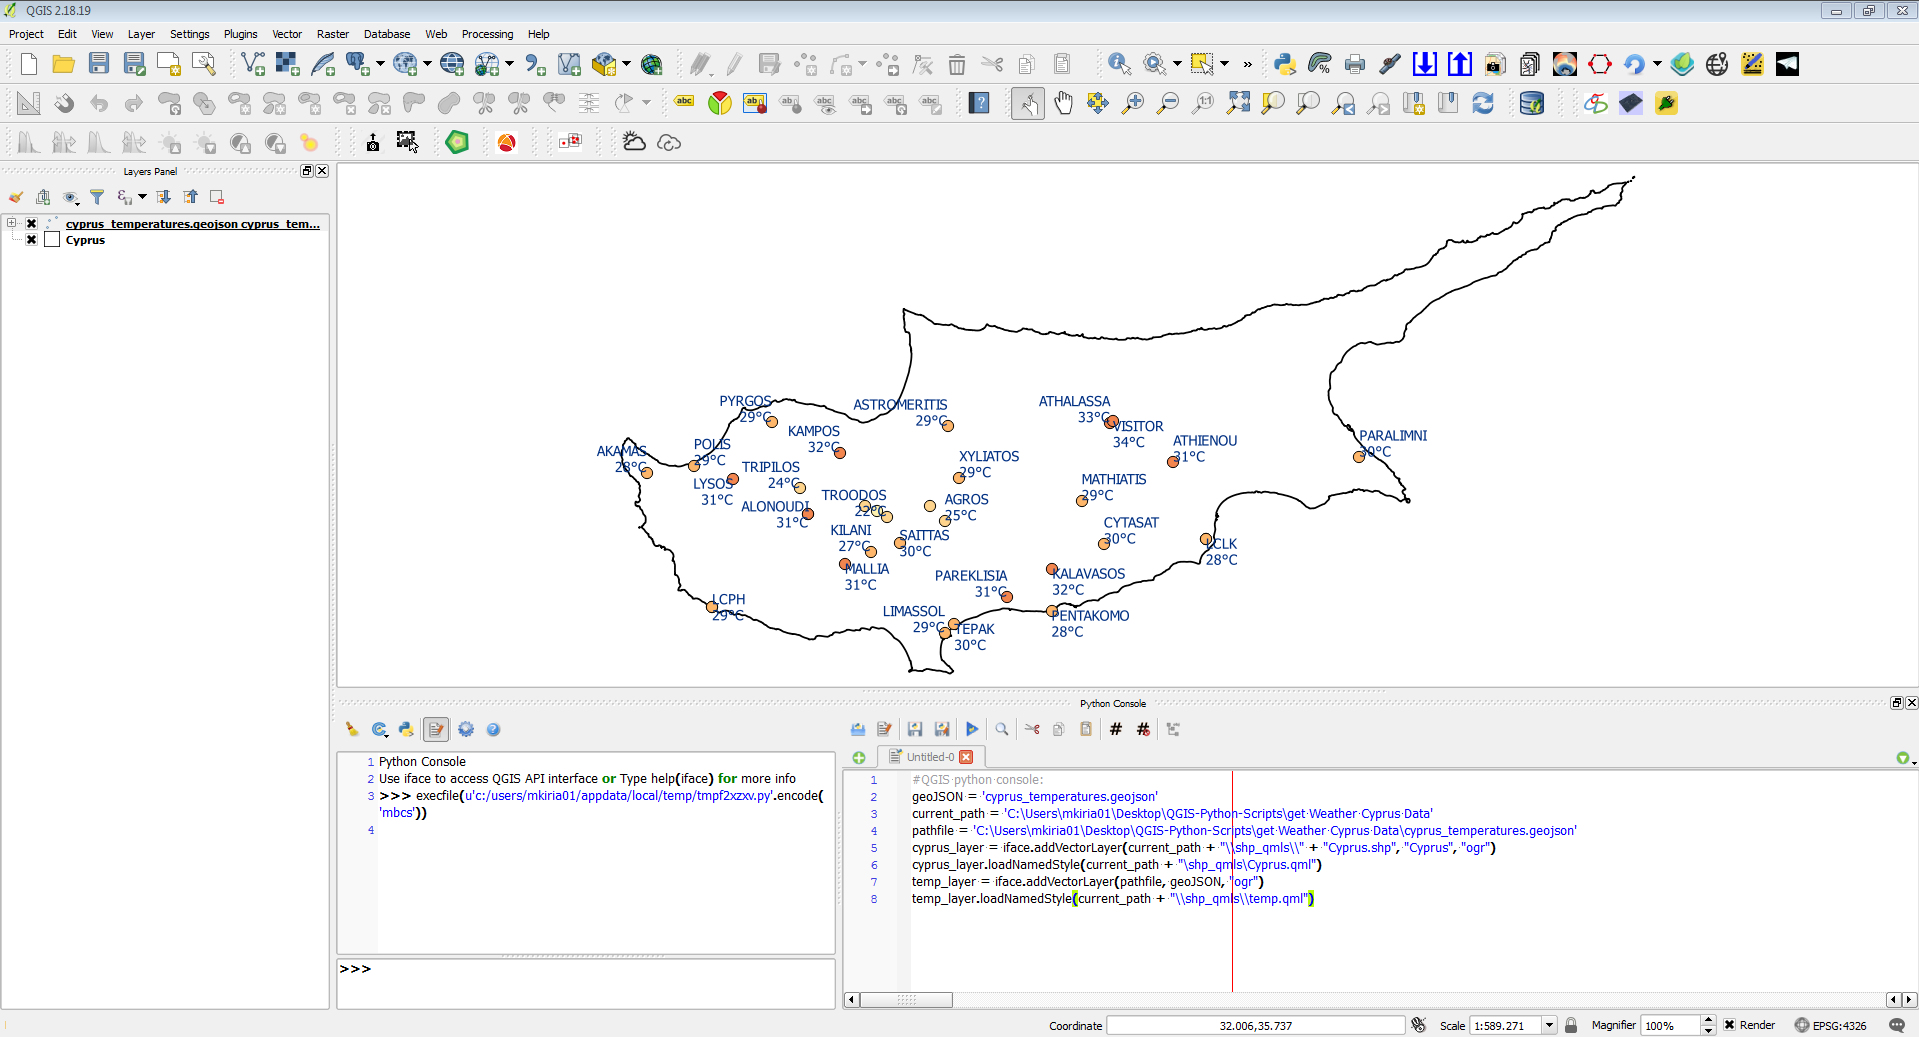 QGIS 2.18.19
Project Edit View Layer Settings Plugins Vector Raster Database Web Processing Help
Layers Panel
cyprus_temperatures.geojson cyprus_tem...
Cyprus
PYRGOS
29°C
ASTROMERITIS
29°C
ATHALASSA
33°C
VISITOR
34°C
KAMPOS
32°C
ATHIENOU
31°C
PARALIMNI
30°C
AKAMAS
28°C
POLIS
29°C
XYLIATOS
29°C
TRIPILOS
24°C
LYSOS
31°C
MATHIATIS
29°C
TROODOS
22°C
AGROS
25°C
ALONOUDI
31°C
CYTASAT
30°C
KILANI
27°C
SAITTAS
30°C
LCLK
28°C
MALLIA
31°C
PAREKLISIA
31°C
KALAVASOS
32°C
LCPH
29°C
LIMASSOL
29°C
PENTAKOMO
28°C
TEPAK
30°C
Python Console
1 Python Console
2 Use iface to access QGIS API interface or Type help(iface) for more info
3 >>> execfile(u'c:/users/mkiria01/appdata/local/temp/tmpf2xzxv.py'.encode(
'mbcs'))
4
>>>
Untitled-0
1 #QGIS python console:
2 geoJSON = 'cyprus_temperatures.geojson'
3 current_path = 'C:\Users\mkiria01\Desktop\QGIS-Python-Scripts\get Weather Cyprus Data'
4 pathfile = 'C:\Users\mkiria01\Desktop\QGIS-Python-Scripts\get Weather Cyprus Data\cyprus_temperatures.geojson'
5 cyprus_layer = iface.addVectorLayer(current_path + "\\shp_qmls\\" + "Cyprus.shp", "Cyprus", "ogr")
6 cyprus_layer.loadNamedStyle(current_path + "\shp_qmls\Cyprus.qml")
7 temp_layer = iface.addVectorLayer(pathfile, geoJSON, "ogr")
8 temp_layer.loadNamedStyle(current_path + "\\shp_qmls\\temp.qml")
Coordinate 32.006,35.737 Scale 1:589.271 Magnifier 100% Render EPSG:4326